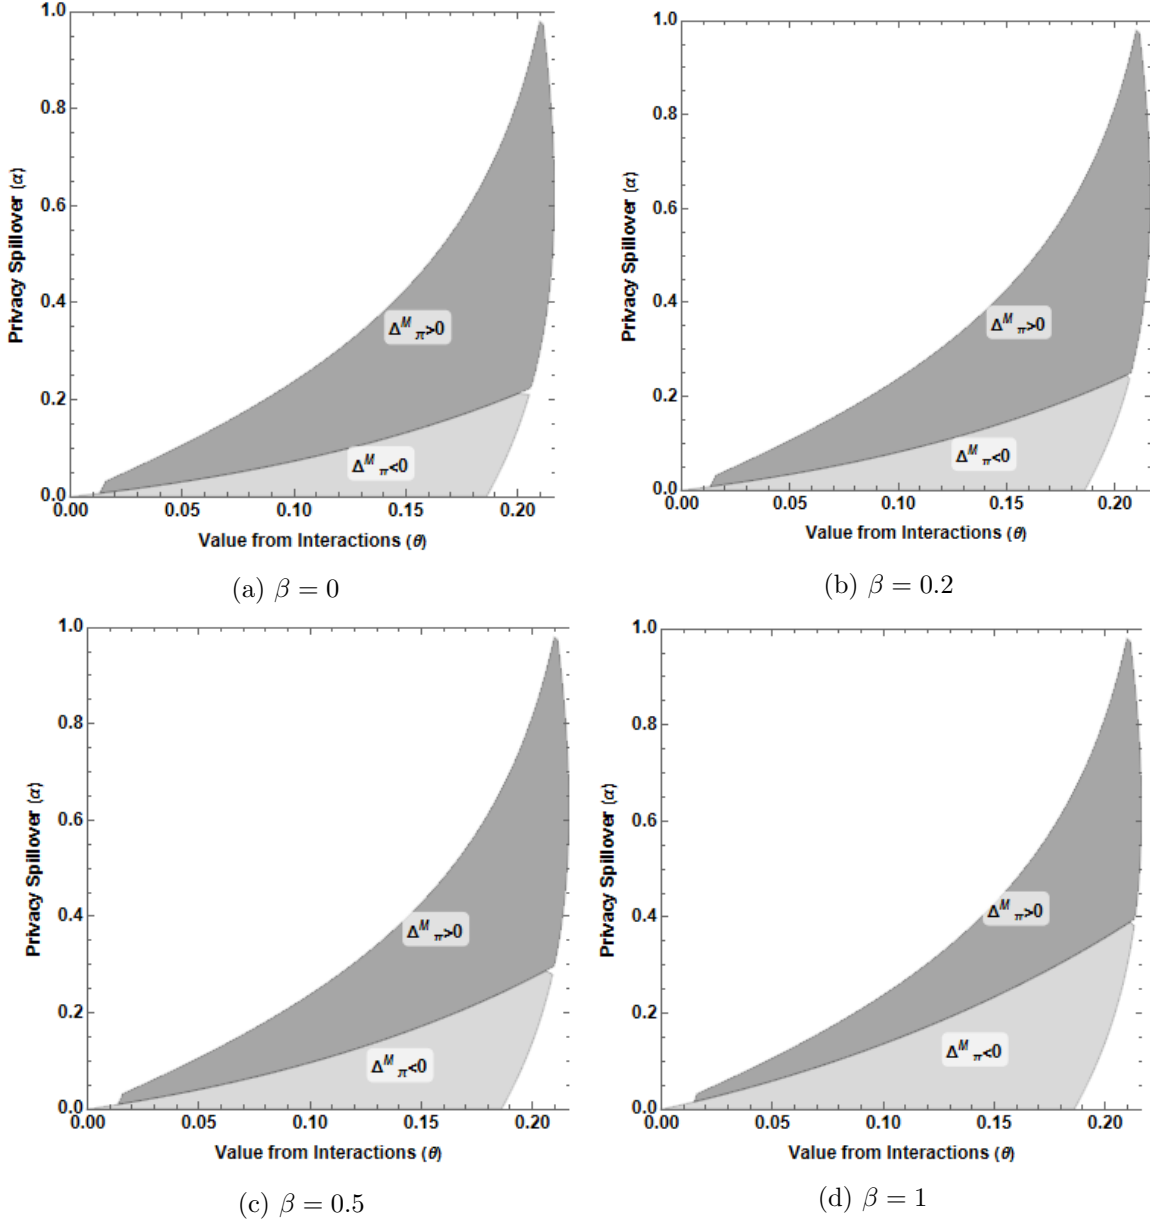 1.0
0.8
0.6
0.4
0.2
0.0
Privacy Spillover (α)
Δ^M_π>0
Δ^M_π<0
0.00 0.05 0.10 0.15 0.20
Value from Interactions (θ)
(a) β = 0
1.0
0.8
0.6
0.4
0.2
0.0
Privacy Spillover (α)
Δ^M_π>0
Δ^M_π<0
0.00 0.05 0.10 0.15 0.20
Value from Interactions (θ)
(b) β = 0.2
1.0
0.8
0.6
0.4
0.2
0.0
Privacy Spillover (α)
Δ^M_π>0
Δ^M_π<0
0.00 0.05 0.10 0.15 0.20
Value from Interactions (θ)
(c) β = 0.5
1.0
0.8
0.6
0.4
0.2
0.0
Privacy Spillover (α)
Δ^M_π>0
Δ^M_π<0
0.00 0.05 0.10 0.15 0.20
Value from Interactions (θ)
(d) β = 1